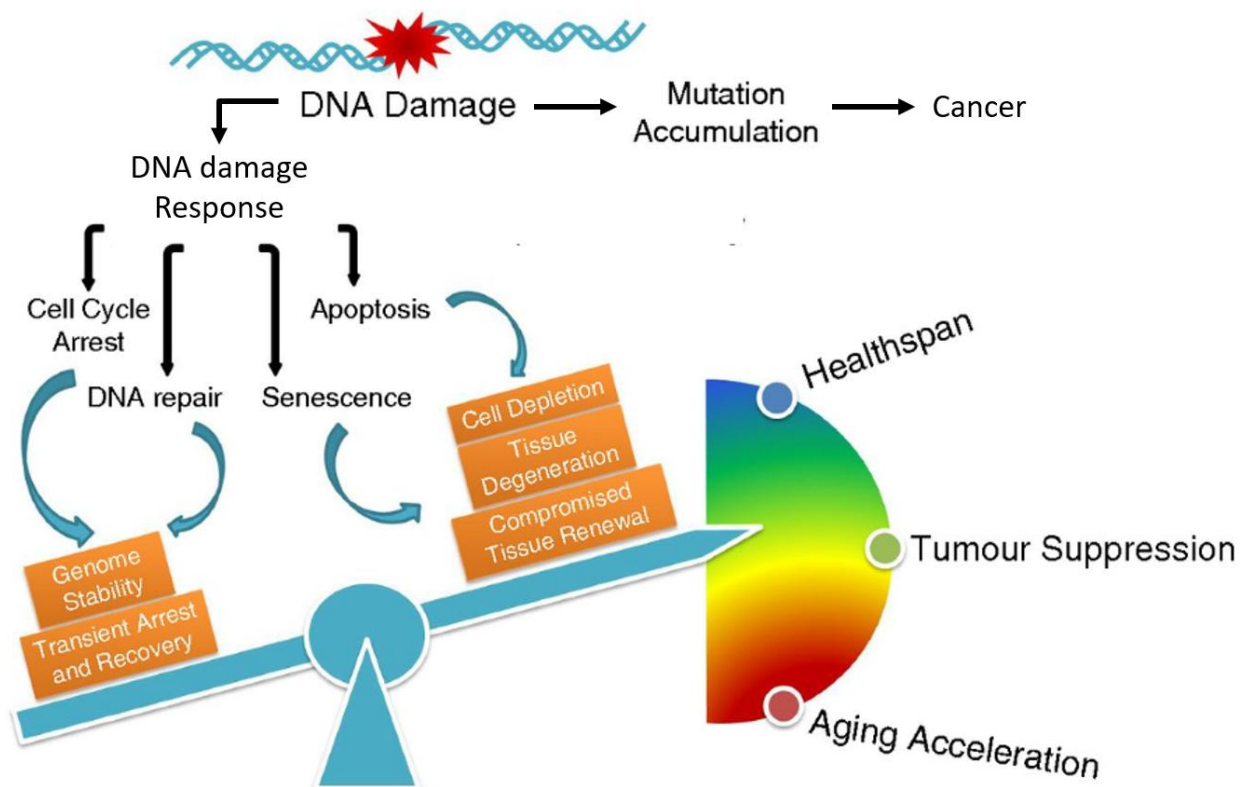 DNA Damage
Mutation
Accumulation
Cancer
DNA damage
Response
Cell Cycle
Arrest
Apoptosis
DNA repair
Senescence
Cell Depletion
Tissue
Degeneration
Compromised
Tissue Renewal
Genome
Stability
Transient Arrest
and Recovery
Healthspan
Tumour Suppression
Aging Acceleration